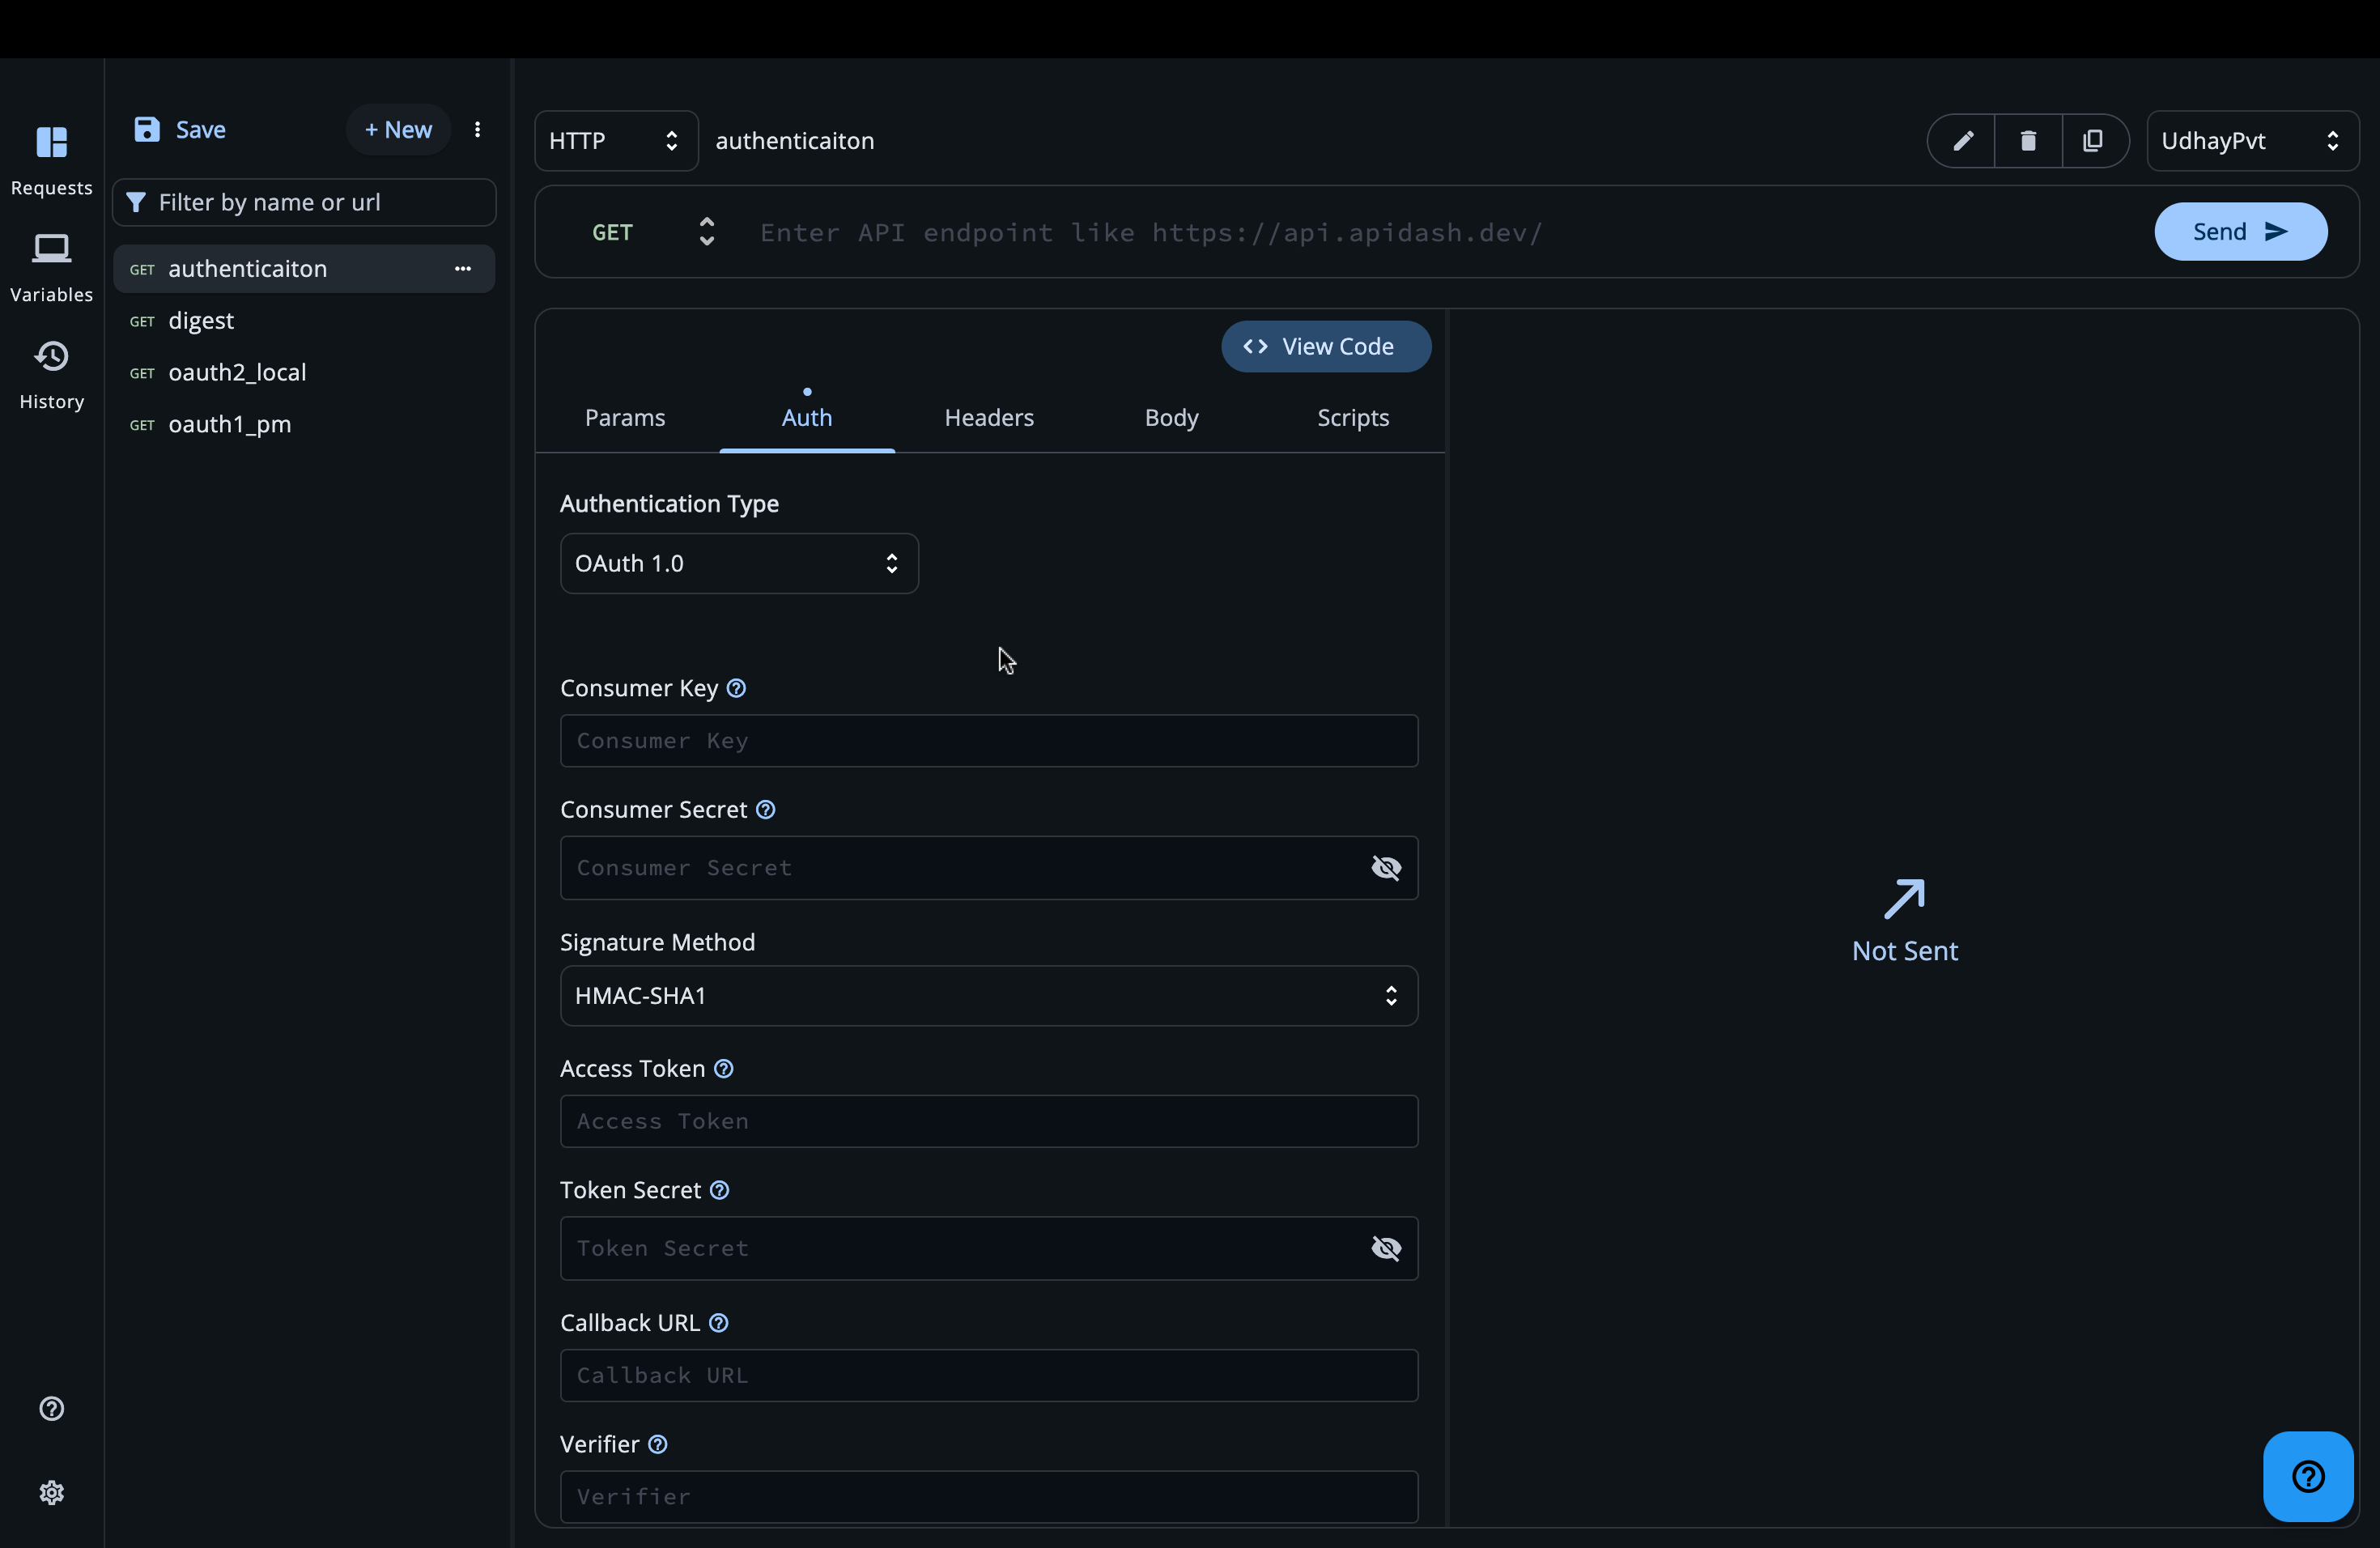 Requests
Variables
History
Save
+ New
Filter by name or url
GET authenticaiton
GET digest
GET oauth2_local
GET oauth1_pm
HTTP
authenticaiton
UdhayPvt
GET
Enter API endpoint like https://api.apidash.dev/
Send
View Code
Params
Auth
Headers
Body
Scripts
Authentication Type
OAuth 1.0
Consumer Key
Consumer Key
Consumer Secret
Consumer Secret
Signature Method
HMAC-SHA1
Access Token
Access Token
Token Secret
Token Secret
Callback URL
Callback URL
Verifier
Verifier
Not Sent